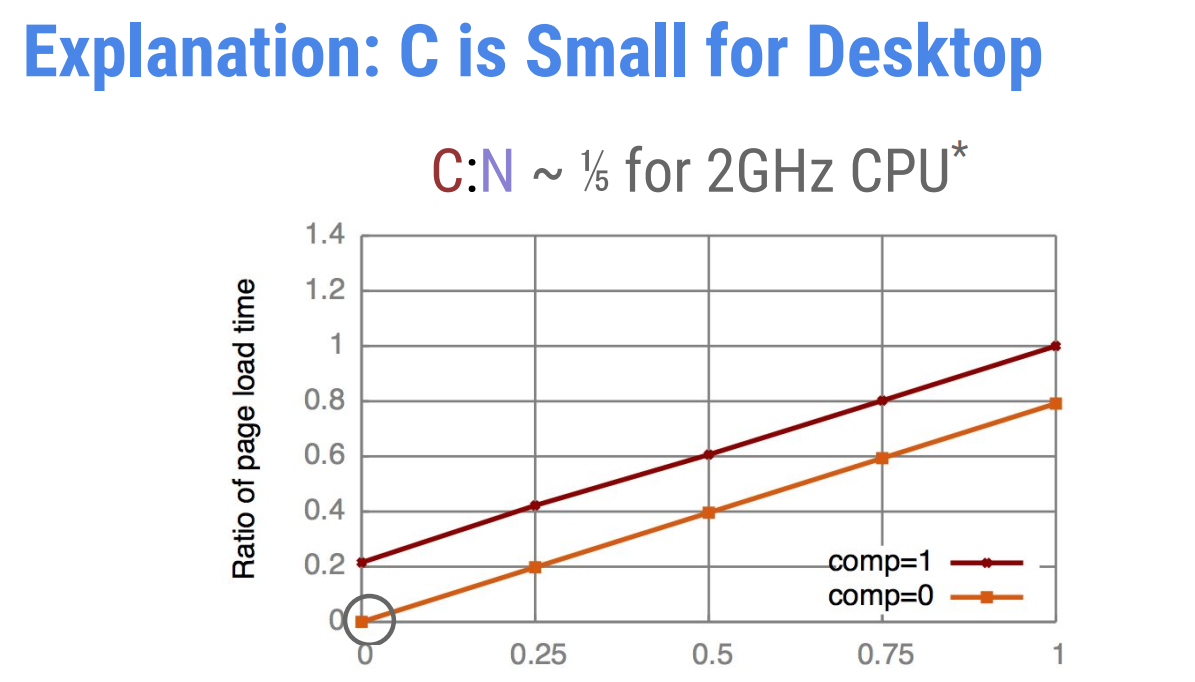 Explanation: C is Small for Desktop
C:N ~ ⅕ for 2GHz CPU*
Ratio of page load time
1.4
1.2
1
0.8
0.6
0.4
0.2
0
comp=1
comp=0
0 0.25 0.5 0.75 1